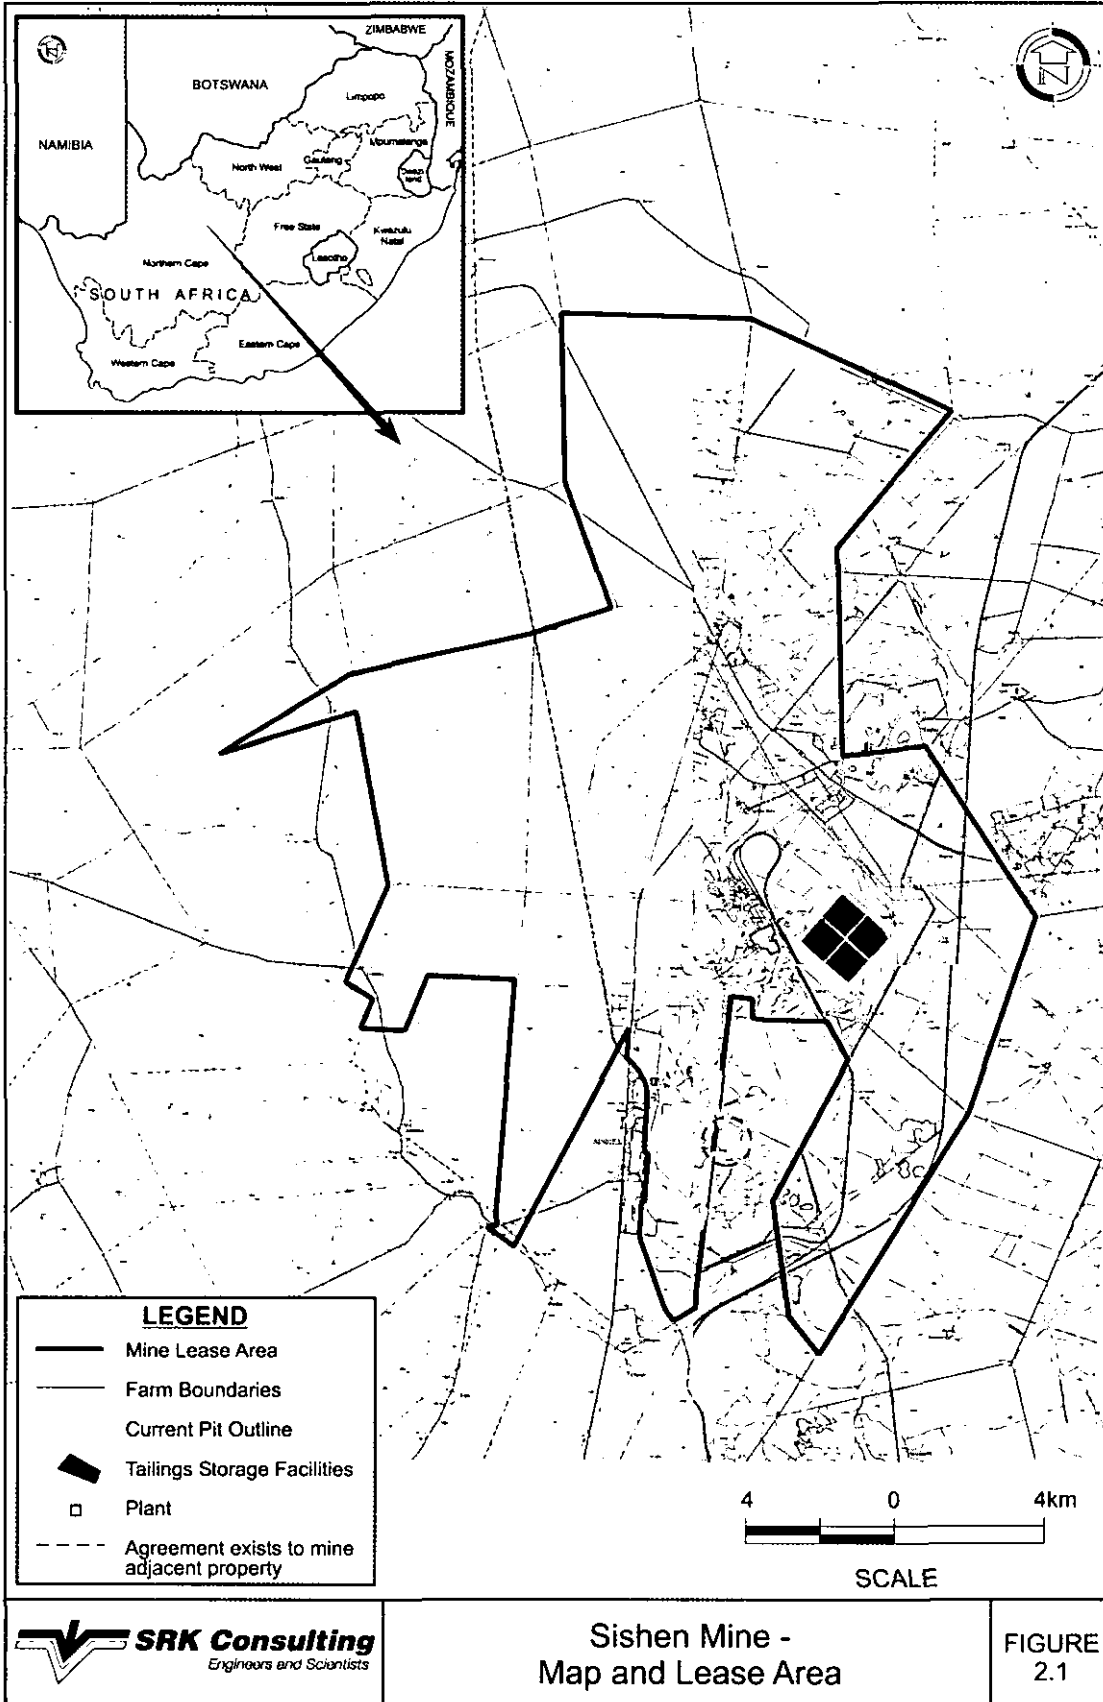 ZIMBABWE
BOTSWANA
MOZAMBIQUE
Limpopo
NAMIBIA
North West
Gauteng
Mpumalanga
Swaziland
Free State
Kwazulu
Natal
Lesotho
Northern Cape
SOUTH AFRICA
Eastern Cape
Western Cape
N
N
LEGEND
Mine Lease Area
Farm Boundaries
Current Pit Outline
Tailings Storage Facilities
Plant
Agreement exists to mine
adjacent property
4 0 4km
SCALE
SRK Consulting
Engineers and Scientists
Sishen Mine -
Map and Lease Area
FIGURE
2.1